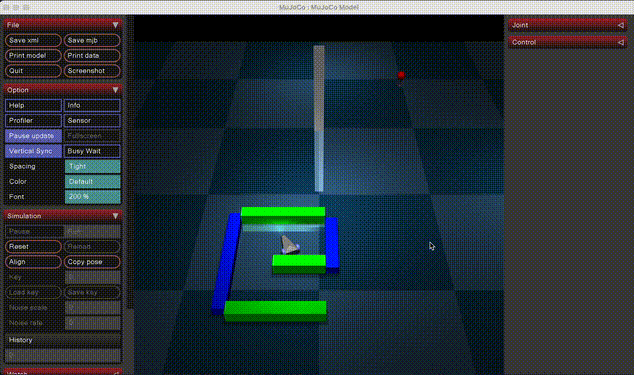 MuJoCo : MuJoCo Model
File
Save xml Save mjb
Print model Print data
Quit Screenshot
Option
Help Info
Profiler Sensor
Pause update Fullscreen
Vertical Sync Busy Wait
Spacing Tight
Color Default
Font 200 %
Simulation
Pause
Reset Reload
Align Copy pose
Key
Load key Save key
Noise scale 0
Noise rate 0
History
0
Watch
Joint
Control